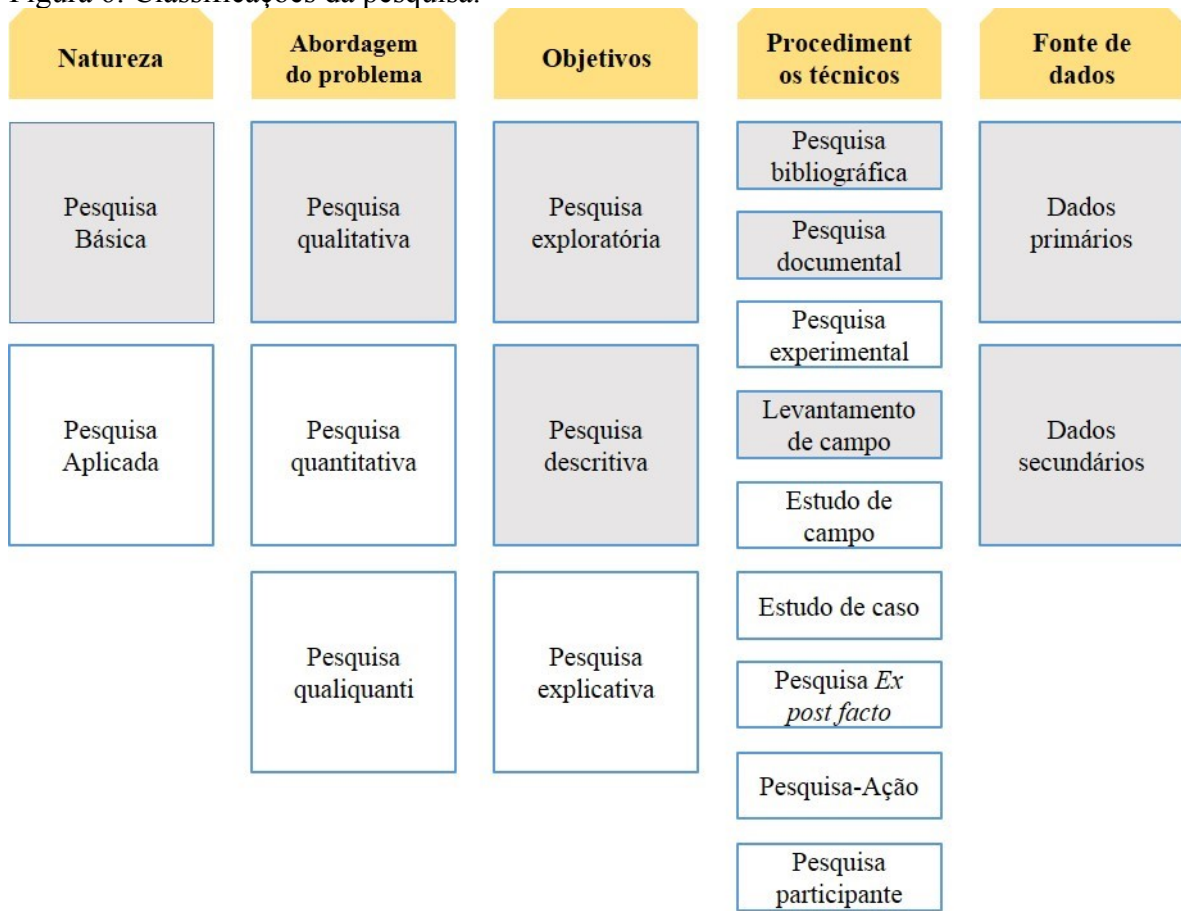 Figura 6: Classificações da pesquisa.
Natureza
Abordagem
do problema
Objetivos
Procediment
os técnicos
Fonte de
dados
Pesquisa
Básica
Pesquisa
Aplicada
Pesquisa
qualitativa
Pesquisa
quantitativa
Pesquisa
qualiquanti
Pesquisa
exploratória
Pesquisa
descritiva
Pesquisa
explicativa
Pesquisa
bibliográfica
Pesquisa
documental
Pesquisa
experimental
Levantamento
de campo
Estudo de
campo
Estudo de caso
Pesquisa Ex
post facto
Pesquisa-Ação
Pesquisa
participante
Dados
primários
Dados
secundários